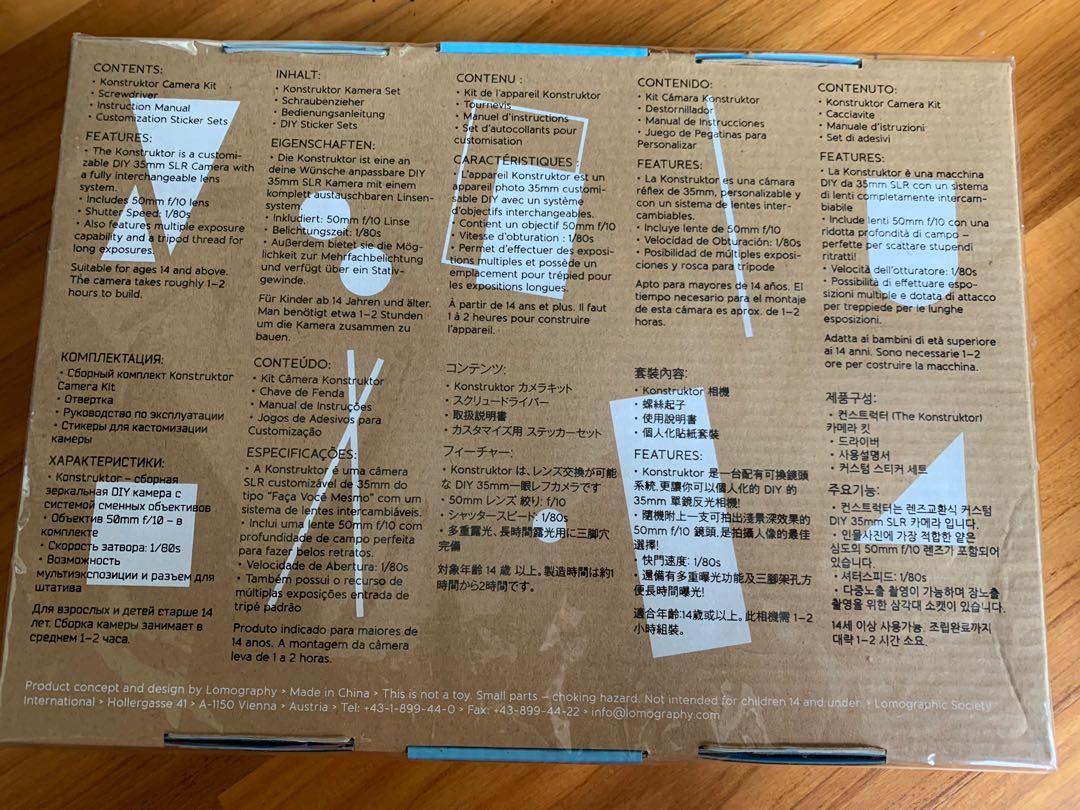 CONTENTS:
• Konstruktor Camera Kit
• Screwdriver
• Instruction Manual
• Customization Sticker Sets
FEATURES:
• The Konstruktor is a customi-
zable DIY 35mm SLR Camera with
a fully interchangeable lens
system.
• Includes 50mm f/10 lens
• Shutter Speed: 1/80s
• Also features multiple exposure
capability and a tripod thread for
long exposures.
Suitable for ages 14 and above.
The camera takes roughly 1–2
hours to build.
INHALT:
• Konstruktor Kamera Set
• Schraubenzieher
• Bedienungsanleitung
• DIY Sticker Sets
EIGENSCHAFTEN:
• Die Konstruktor ist eine an
deine Wünsche anpassbare DIY
35mm SLR Kamera mit einem
komplett austauschbaren Linsen-
system.
• Inkludiert: 50mm f/10 Linse
• Belichtungszeit: 1/80s
• Außerdem bietet sie die Mög-
lichkeit zur Mehrfachbelichtung
und verfügt über ein Stativ-
gewinde.
Für Kinder ab 14 Jahren und älter.
Man benötigt etwa 1–2 Stunden
um die Kamera zusammen zu
bauen.
CONTENU :
• Kit de l'appareil Konstruktor
• Tournevis
• Manuel d'instructions
• Set d'autocollants pour
customisation
CARACTÉRISTIQUES :
• L'appareil Konstruktor est un
appareil photo 35mm customi-
sable DIY avec un système
d'objectifs interchangeables.
• Contient un objectif 50mm f/10
• Vitesse d'obturation : 1/80s
• Permet d'effectuer des exposi-
tions multiples et possède un
emplacement pour trépied pour
les expositions longues.
À partir de 14 ans et plus. Il faut
1 à 2 heures pour construire
l'appareil.
CONTENIDO:
• Kit Cámara Konstruktor
• Destornillador
• Manual de Instrucciones
• Juego de Pegatinas para
Personalizar
FEATURES:
• La Konstruktor es una cámara
réflex de 35mm, personalizable y
con un sistema de lentes inter-
cambiables.
• Incluye lente de 50mm f/10
• Velocidad de Obturación: 1/80s
• Posibilidad de múltiples exposi-
ciones y rosca para trípode
Apto para mayores de 14 años. El
tiempo necesario para el montaje
de esta cámara es aprox. de 1–2
horas.
CONTENUTO:
• Konstruktor Camera Kit
• Cacciavite
• Manuale d'istruzioni
• Set di adesivi
FEATURES:
• La Konstruktor è una macchina
DIY da 35mm SLR con un sistema
di lenti completamente intercam-
biabile
• Include lenti 50mm f/10 con una
ridotta profondità di campo –
perfette per scattare stupendi
ritratti!
• Velocità dell'otturatore: 1/80s
• Possibilità di effettuare espo-
sizioni multiple e dotata di attacco
per treppiede per le lunghe
esposizioni.
Adatta ai bambini di età superiore
ai 14 anni. Sono necessarie 1–2
ore per costruire la macchina.
КОМПЛЕКТАЦИЯ:
• Сборный комплект Konstruktor
Camera Kit
• Отвертка
• Руководство по эксплуатации
• Стикеры для кастомизации
камеры
ХАРАКТЕРИСТИКИ:
• Konstruktor – сборная
зеркальная DIY камера с
системой сменных объективов
• Объектив 50mm f/10 – в
комплекте
• Скорость затвора: 1/80s
• Возможность
мультиэкспозиции и разъем для
штатива
Для взрослых и детей старше 14
лет. Сборка камеры занимает в
среднем 1–2 часа.
CONTEÚDO:
• Kit Câmera Konstruktor
• Chave de Fenda
• Manual de Instruções
• Jogos de Adesivos para
Customização
ESPECIFICAÇÕES:
• A Konstruktor é uma câmera
SLR customizável de 35mm do
tipo "Faça Você Mesmo" com um
sistema de lentes intercambiáveis.
• Inclui uma lente 50mm f/10 com
profundidade de campo perfeita
para fazer belos retratos.
• Velocidade de Abertura: 1/80s
• Também possui o recurso de
múltiplas exposições entrada de
tripé padrão
Produto indicado para maiores de
14 anos. A montagem da câmera
leva de 1 a 2 horas.
コンテンツ:
• Konstruktor カメラキット
• スクリュードライバー
• 取扱説明書
• カスタマイズ用 ステッカーセット
フィーチャー:
• Konstruktor は、レンズ交換が可能
な DIY 35mm一眼レフカメラです
• 50mm レンズ 絞り: f/10
• シャッタースピード: 1/80s
• 多重露光、長時間露光用に三脚穴
完備
対象年齢 14 歳 以上。製造時間は約1
時間から2時間です。
套裝內容:
• Konstruktor 相機
• 螺絲起子
• 使用說明書
• 個人化貼紙套裝
FEATURES:
• Konstruktor 是一台配有可換鏡頭
系統,更讓你可以個人化的 DIY 的
35mm 單鏡反光相機!
• 隨機附上一支可拍出淺景深效果的
50mm f/10 鏡頭,是拍攝人像的最佳
選擇!
• 快門速度: 1/80s
• 還備有多重曝光功能及三腳架孔方
便長時間曝光!
適合年齡:14歲或以上。此相機需 1–2
小時組裝。
제품구성:
• 컨스트럭터 (The Konstruktor)
카메라 킷
• 드라이버
• 사용설명서
• 커스텀 스티커 세트
주요기능:
• 컨스트럭터는 렌즈교환식 커스텀
DIY 35mm SLR 카메라 입니다.
• 인물사진에 가장 적합한 얕은
심도의 50mm f/10 렌즈가 포함되어
있습니다.
• 셔터스피드: 1/80s
• 다중노출 촬영이 가능하며 장노출
촬영을 위한 삼각대 소켓이 있습니다.
14세 이상 사용가능. 조립완료까지
대략 1–2 시간 소요.
Product concept and design by Lomography > Made in China > This is not a toy. Small parts – choking hazard. Not intended for children 14 and under. > Lomographic Society
International > Hollergasse 41 > A-1150 Vienna > Austria > Tel: +43-1-899-44-0 > Fax: +43-899-44-22 > info@lomography.com